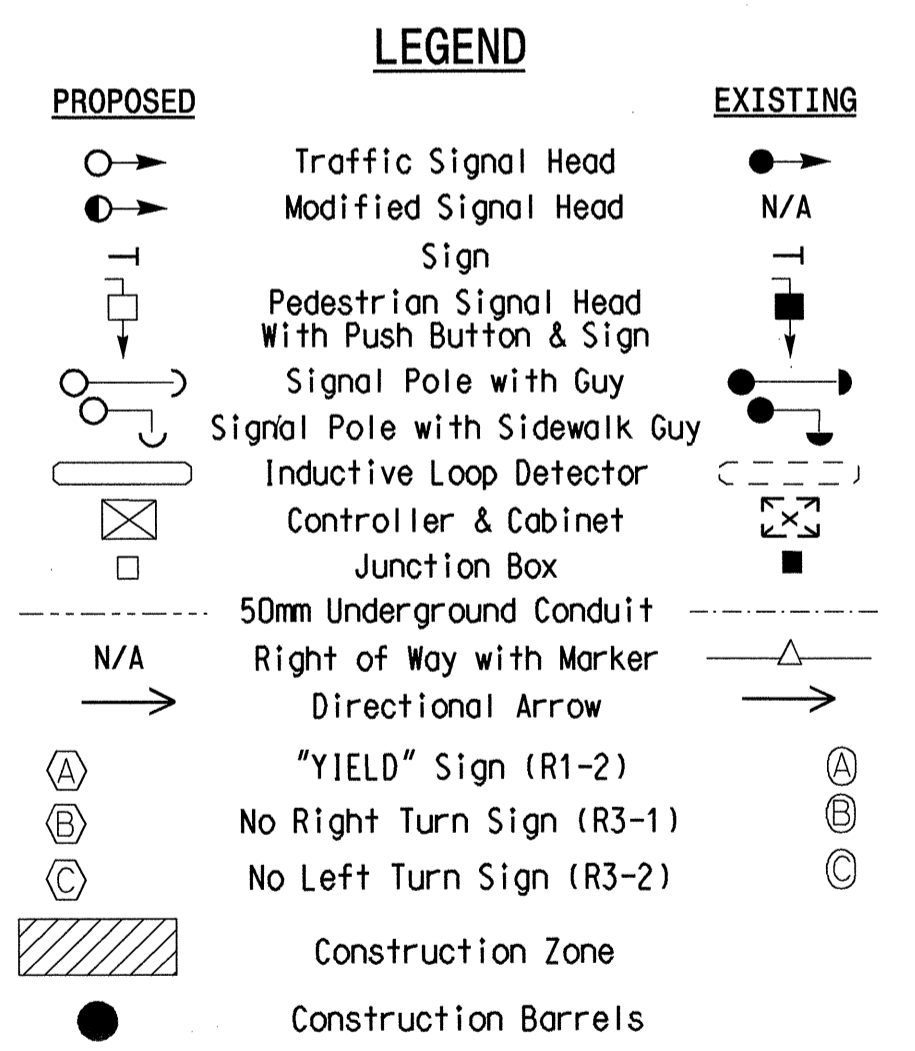 LEGEND
PROPOSED EXISTING
Traffic Signal Head
Modified Signal Head N/A
Sign
Pedestrian Signal Head
With Push Button & Sign
Signal Pole with Guy
Signal Pole with Sidewalk Guy
Inductive Loop Detector
Controller & Cabinet
Junction Box
50mm Underground Conduit
N/A Right of Way with Marker
Directional Arrow
A "YIELD" Sign (R1-2) A
B No Right Turn Sign (R3-1) B
C No Left Turn Sign (R3-2) C
Construction Zone
Construction Barrels